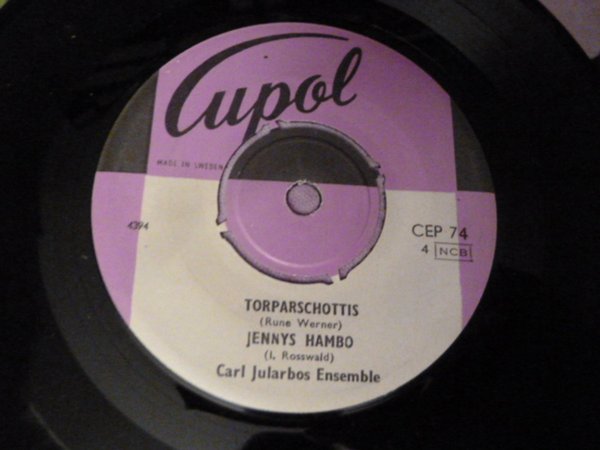 Cupol
MADE IN SWEDEN
4394
CEP 74
4 NCB
TORPARSCHOTTIS
(Rune Werner)
JENNYS HAMBO
(I. Rosswald)
Carl Jularbos Ensemble